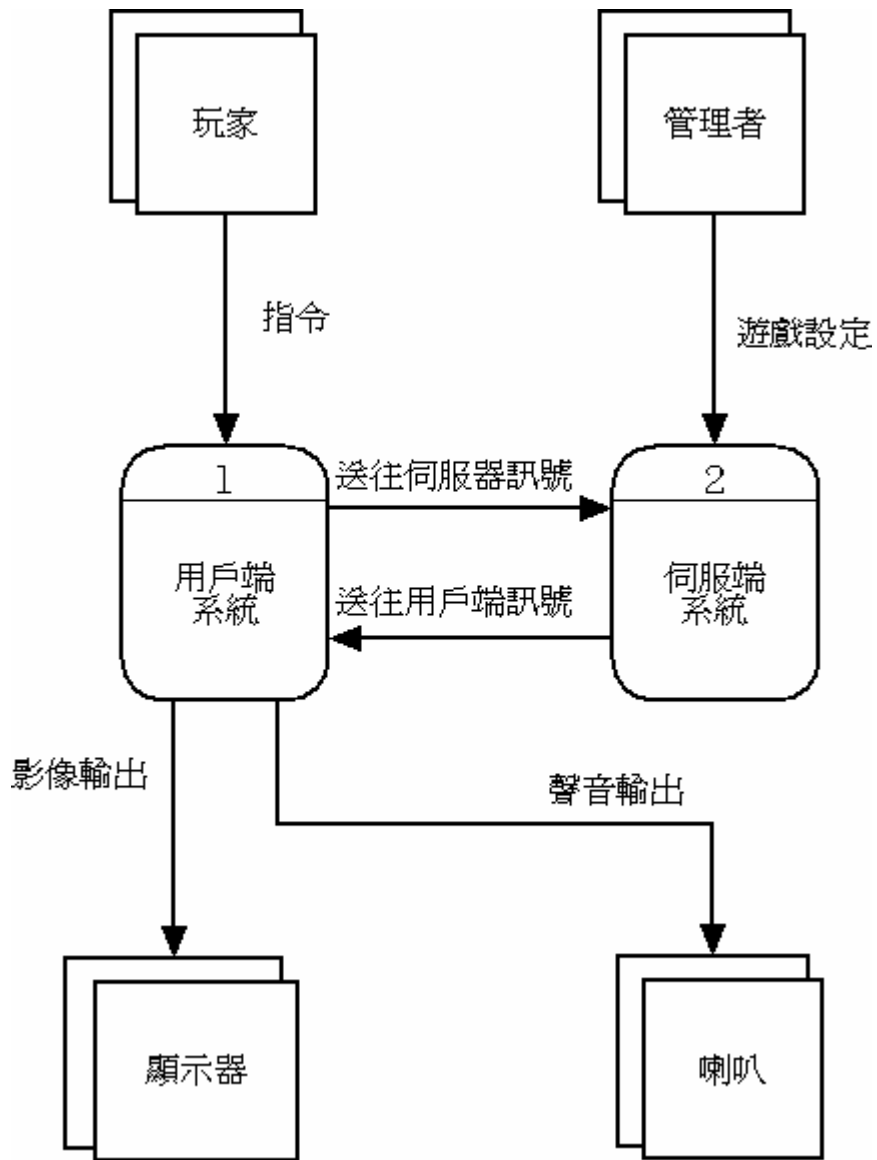 玩家
管理者
指令
遊戲設定
1
2
送往伺服器訊號
用戶端
系統
伺服端
系統
送往用戶端訊號
影像輸出
聲音輸出
顯示器
喇叭